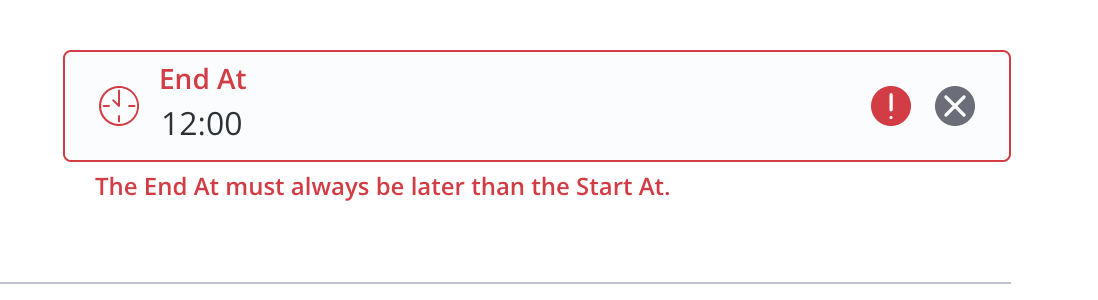 End At
12:00
The End At must always be later than the Start At.